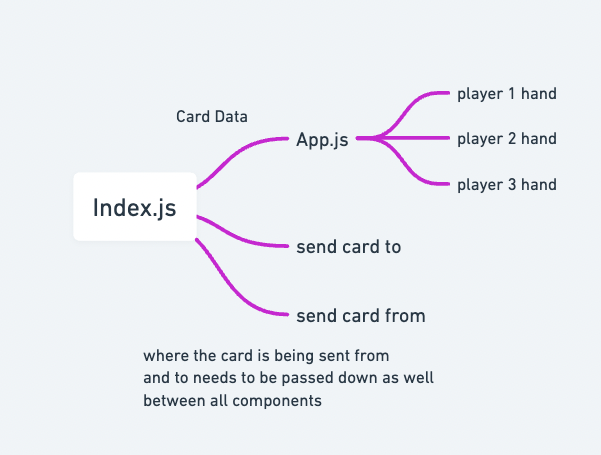 Card Data
Index.js
App.js
player 1 hand
player 2 hand
player 3 hand
send card to
send card from
where the card is being sent from
and to needs to be passed down as well
between all components